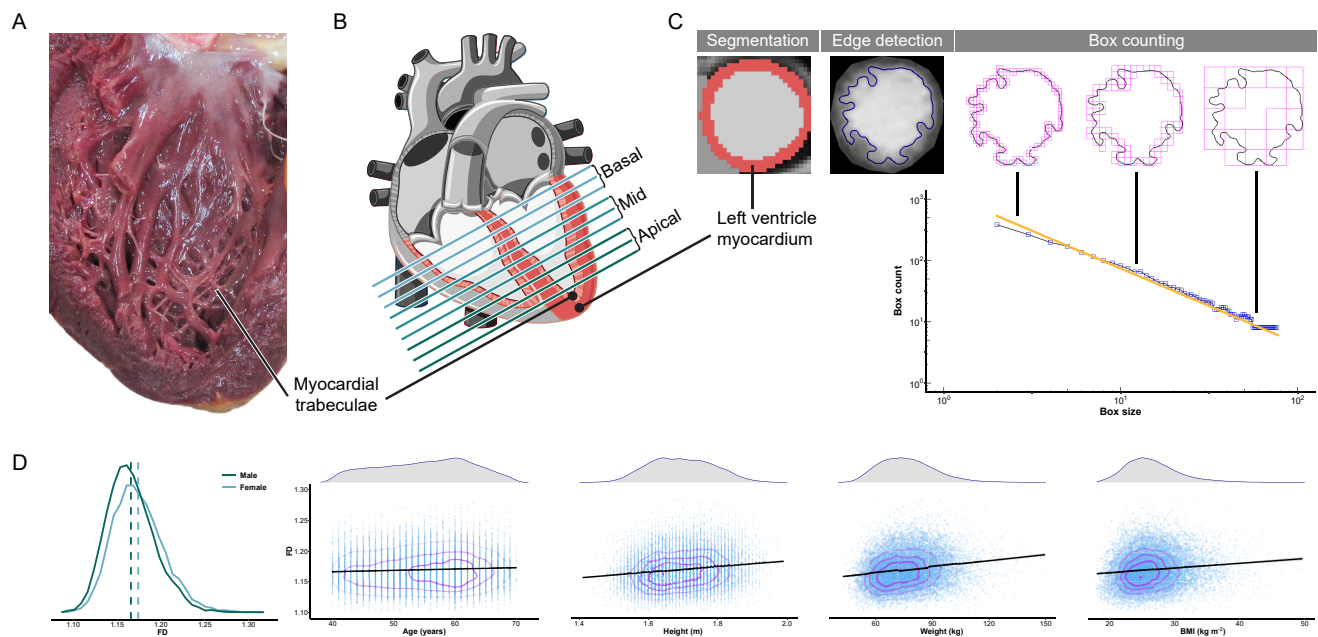 A
B
C
Segmentation
Edge detection
Box counting
Basal
Mid
Apical
Left ventricle
myocardium
Myocardial
trabeculae
10³
10²
10¹
10⁰
Box count
10⁰
10¹
10²
Box size
D
Male
Female
1.10
1.15
1.20
1.25
1.30
FD
1.30
1.25
1.20
1.15
1.10
FD
40
50
60
70
Age (years)
1.4
1.6
1.8
2.0
Height (m)
60
90
120
150
Weight (kg)
20
30
40
50
BMI (kg m⁻²)